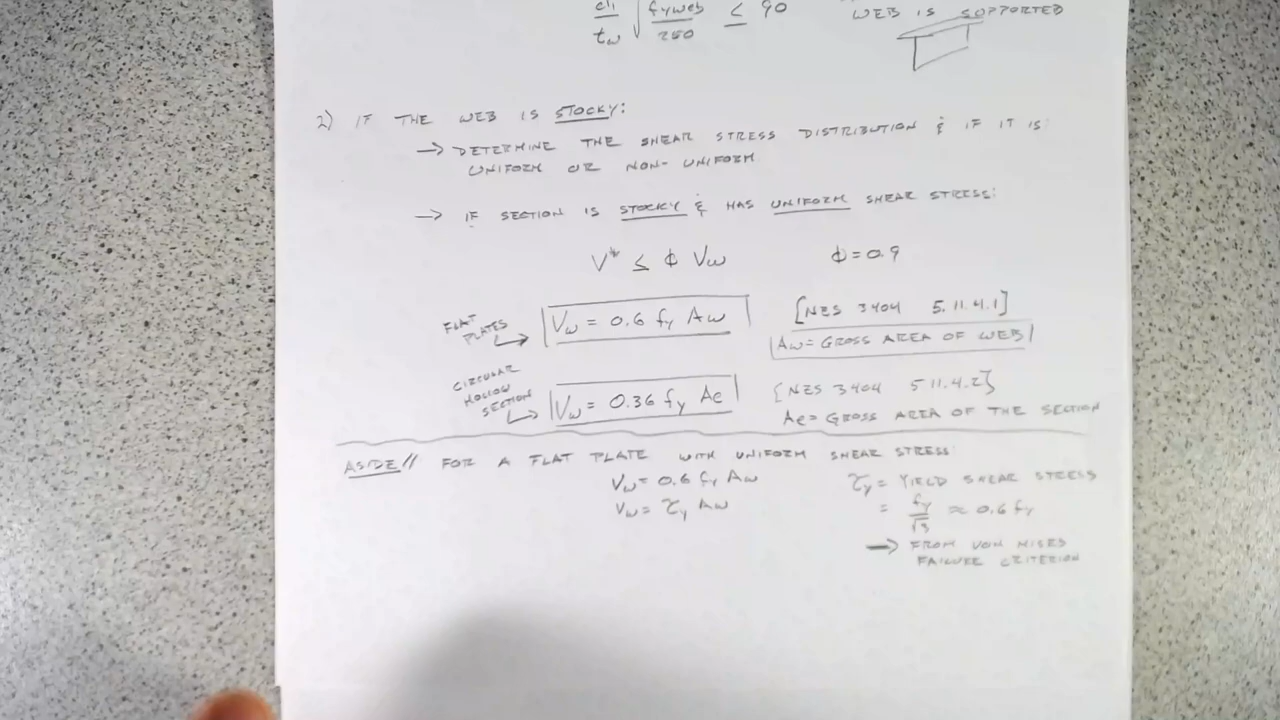 d₁/t_w √(fyweb/250) ≤ 90
WEB IS SUPPORTED
2) IF THE WEB IS STOCKY:
→ DETERMINE THE SHEAR STRESS DISTRIBUTION & IF IT IS
UNIFORM OR NON-UNIFORM
→ IF SECTION IS STOCKY & HAS UNIFORM SHEAR STRESS:
V* ≤ ϕ Vw ϕ = 0.9
FLAT PLATES → Vw = 0.6 fy Aw [NZS 3404 5.11.4.1]
Aw = GROSS AREA OF WEB
CIRCULAR HOLLOW SECTION → Vw = 0.36 fy Ae [NZS 3404 5.11.4.2]
Ae = GROSS AREA OF THE SECTION
ASIDE// FOR A FLAT PLATE WITH UNIFORM SHEAR STRESS:
Vw = 0.6 fy Aw τy = YIELD SHEAR STRESS
Vw = τy Aw = fy/√3 ≈ 0.6 fy
→ FROM VON MISES
FAILURE CRITERION